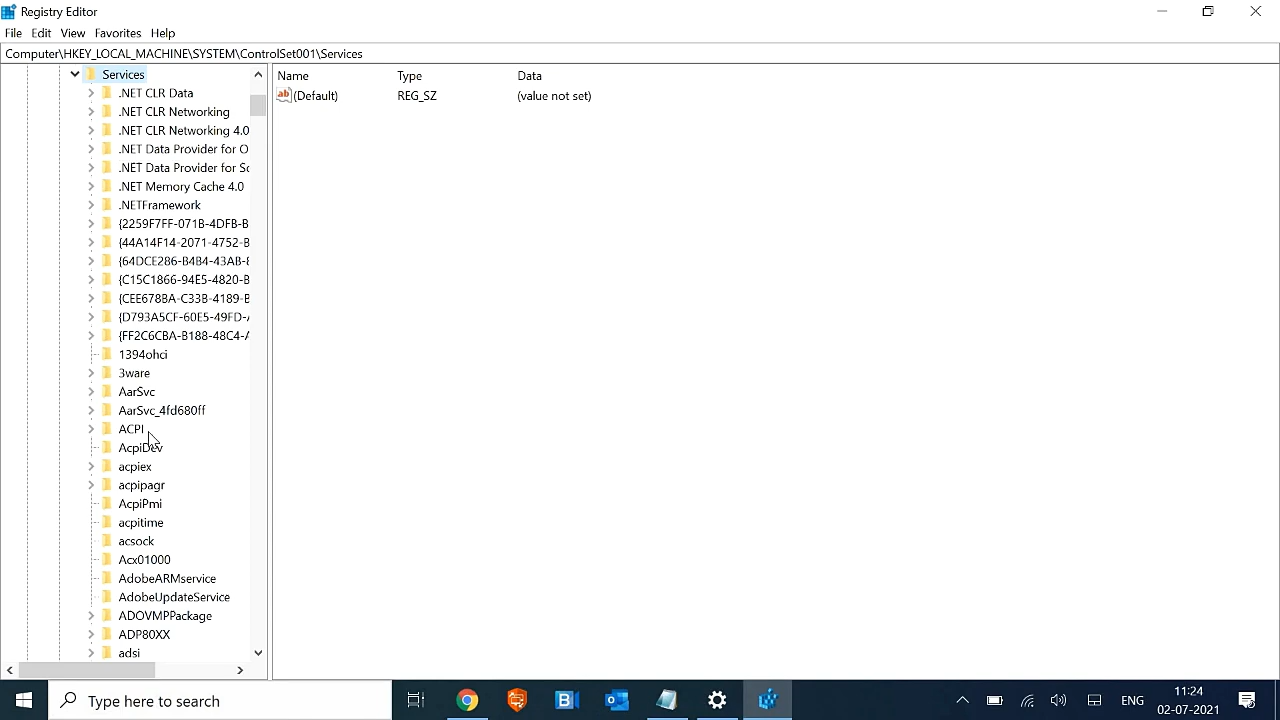 Registry Editor
File Edit View Favorites Help
Computer\HKEY_LOCAL_MACHINE\SYSTEM\ControlSet001\Services
Services
.NET CLR Data
.NET CLR Networking
.NET CLR Networking 4.0
.NET Data Provider for O
.NET Data Provider for Sc
.NET Memory Cache 4.0
.NETFramework
{2259F7FF-071B-4DFB-B
{44A14F14-2071-4752-B
{64DCE286-B4B4-43AB-8
{C15C1866-94E5-4820-B
{CEE678BA-C33B-4189-B
{D793A5CF-60E5-49FD-A
{FF2C6CBA-B188-48C4-A
1394ohci
3ware
AarSvc
AarSvc_4fd680ff
ACPI
AcpiDev
acpiex
acpipagr
AcpiPmi
acpitime
acsock
Acx01000
AdobeARMservice
AdobeUpdateService
ADOVMPPackage
ADP80XX
adsi
Name Type Data
ab (Default) REG_SZ (value not set)
Type here to search
ENG
11:24
02-07-2021